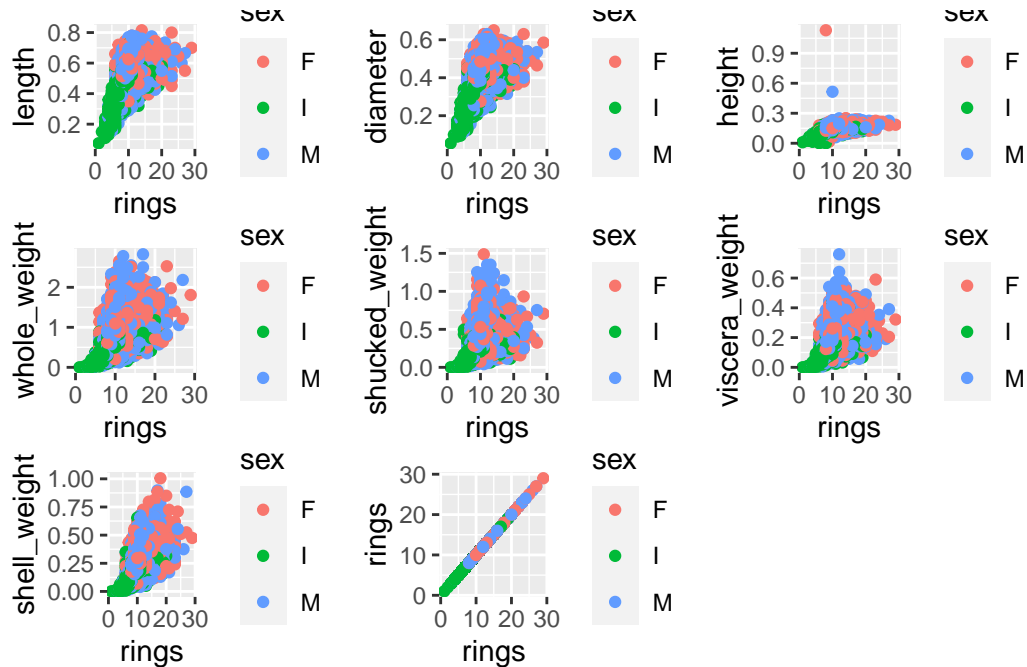 sex
length
0.8
0.6
0.4
0.2
0 10 20 30
rings
F
I
M
sex
diameter
0.6
0.4
0.2
0 10 20 30
rings
F
I
M
sex
height
0.9
0.6
0.3
0.0
0 10 20 30
rings
F
I
M
whole_weight
2
1
0
0 10 20 30
rings
sex
F
I
M
shucked_weight
1.5
1.0
0.5
0.0
0 10 20 30
rings
sex
F
I
M
viscera_weight
0.6
0.4
0.2
0.0
0 10 20 30
rings
sex
F
I
M
shell_weight
1.00
0.75
0.50
0.25
0.00
0 10 20 30
rings
sex
F
I
M
rings
30
20
10
0
0 10 20 30
rings
sex
F
I
M